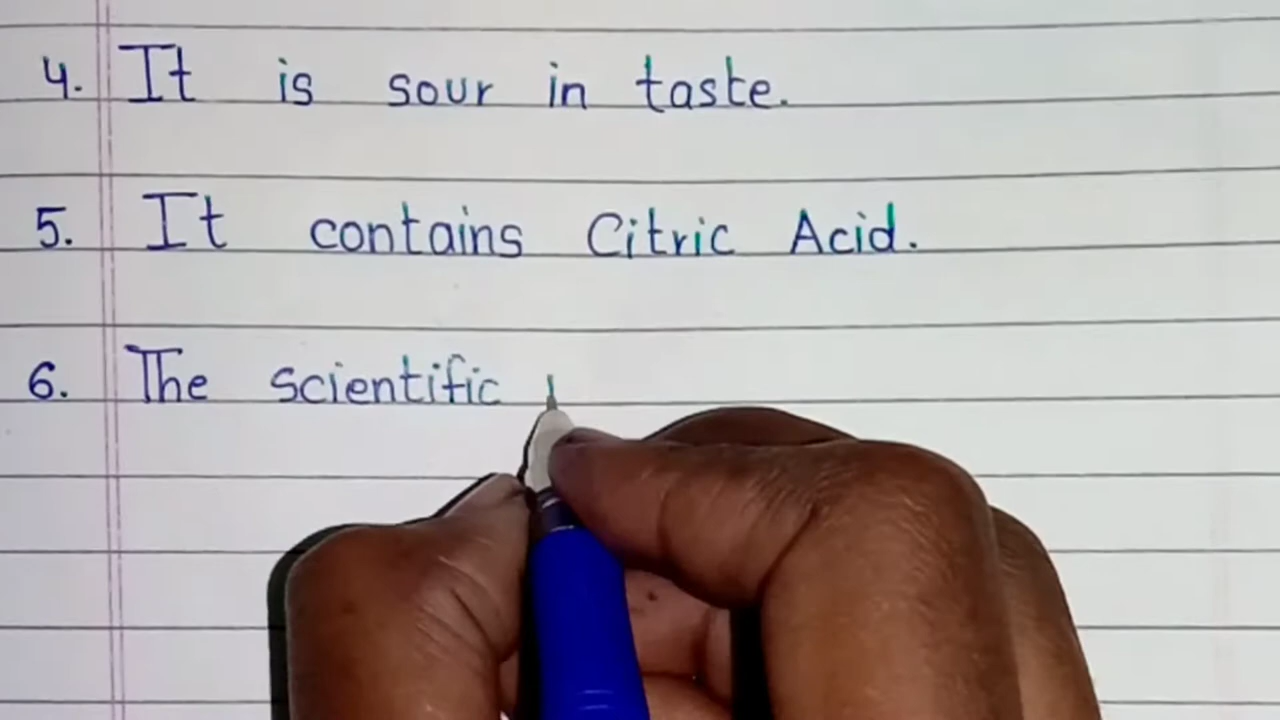 4. It is sour in taste.
5. It contains Citric Acid.
6. The scientific